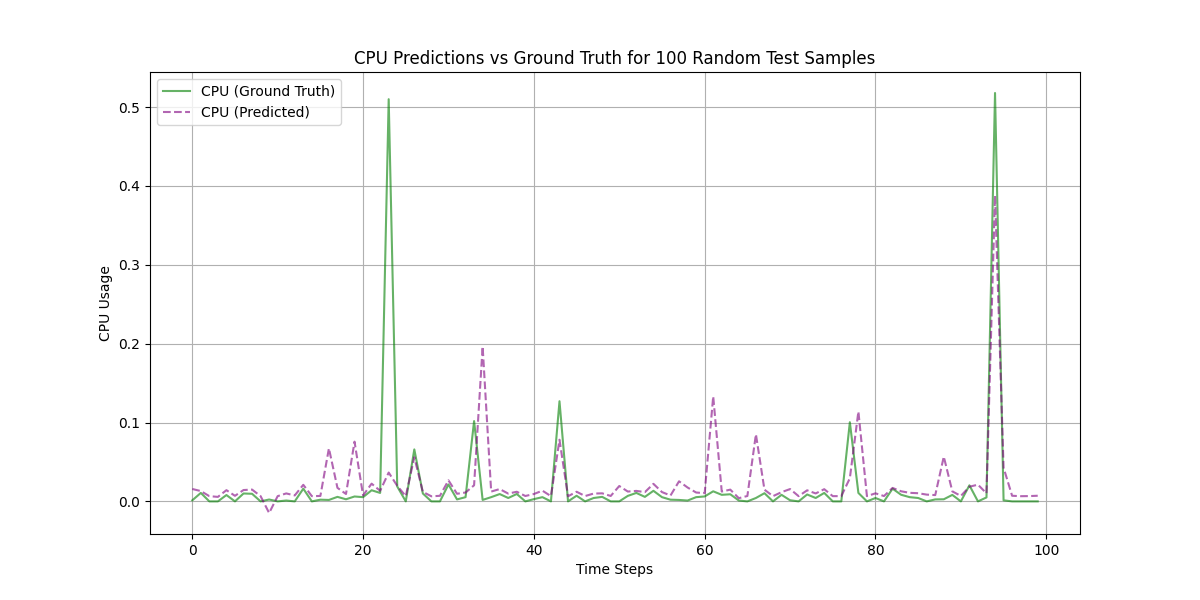 CPU Predictions vs Ground Truth for 100 Random Test Samples
CPU (Ground Truth)
CPU (Predicted)
0.5
0.4
0.3
0.2
0.1
0.0
CPU Usage
0 20 40 60 80 100
Time Steps